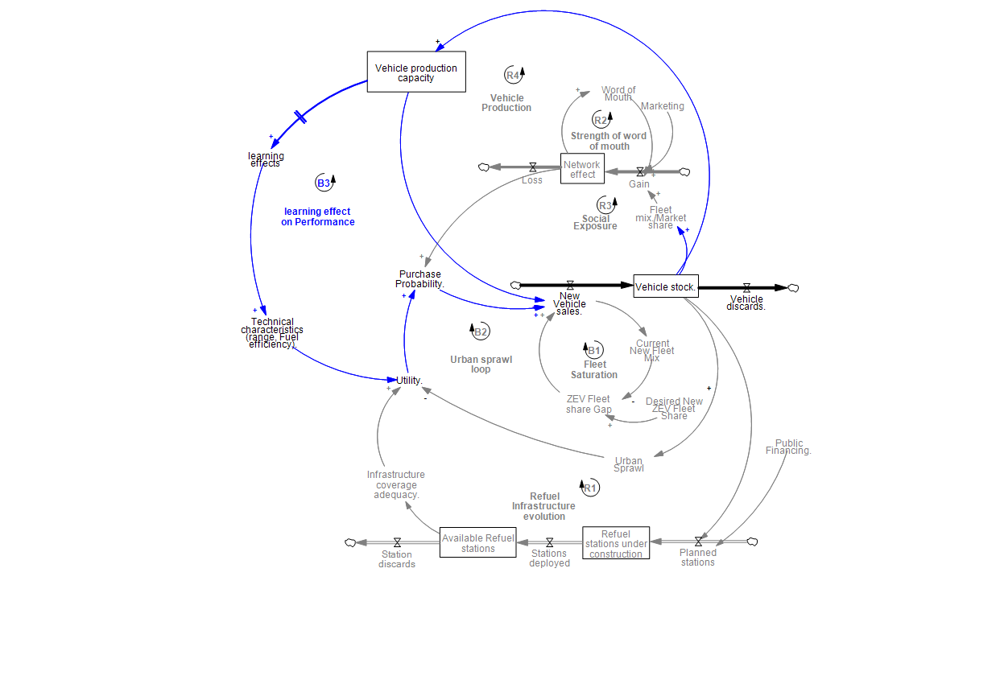 +
Vehicle production
capacity
R4
Vehicle
Production
+
Word of
Mouth
Marketing
R2
Strength of word
of mouth
+
learning
effects
Network
effect
Loss
+
Gain
B3
learning effect
on Performance
+
R3
Social
Exposure
Fleet
mix./Market
share
+
+
Purchase
Probability.
+
New
Vehicle
sales.
+ +
Vehicle stock.
Vehicle
discards.
+
Technical
characteristics
(range, Fuel
efficiency)
B2
Urban sprawl
loop
B1
Fleet
Saturation
Current
New Fleet
Mix
Utility.
+
-
+
ZEV Fleet
share Gap
-
Desired New
ZEV Fleet
Share
+
Urban
Sprawl
Public
Financing.
Infrastructure
coverage
adequacy.
R1
Refuel
Infrastructure
evolution
Available Refuel
stations
Refuel
stations under
construction
Station
discards
Stations
deployed
Planned
stations